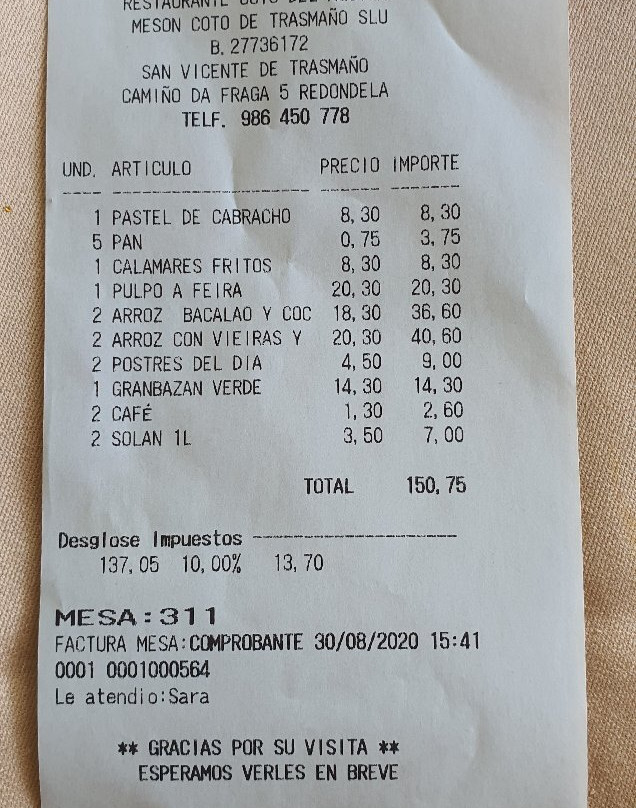 MESON COTO DE TRASMAÑO SLU
B. 27736172
SAN VICENTE DE TRASMAÑO
CAMIÑO DA FRAGA 5 REDONDELA
TELF. 986 450 778
UND. ARTICULO PRECIO IMPORTE
1 PASTEL DE CABRACHO 8,30 8,30
5 PAN 0,75 3,75
1 CALAMARES FRITOS 8,30 8,30
1 PULPO A FEIRA 20,30 20,30
2 ARROZ BACALAO Y COC 18,30 36,60
2 ARROZ CON VIEIRAS Y 20,30 40,60
2 POSTRES DEL DIA 4,50 9,00
1 GRANBAZAN VERDE 14,30 14,30
2 CAFÉ 1,30 2,60
2 SOLAN 1L 3,50 7,00
TOTAL 150,75
Desglose Impuestos
137,05 10,00% 13,70
MESA:311
FACTURA MESA:COMPROBANTE 30/08/2020 15:41
0001 0001000564
Le atendio:Sara
** GRACIAS POR SU VISITA **
ESPERAMOS VERLES EN BREVE